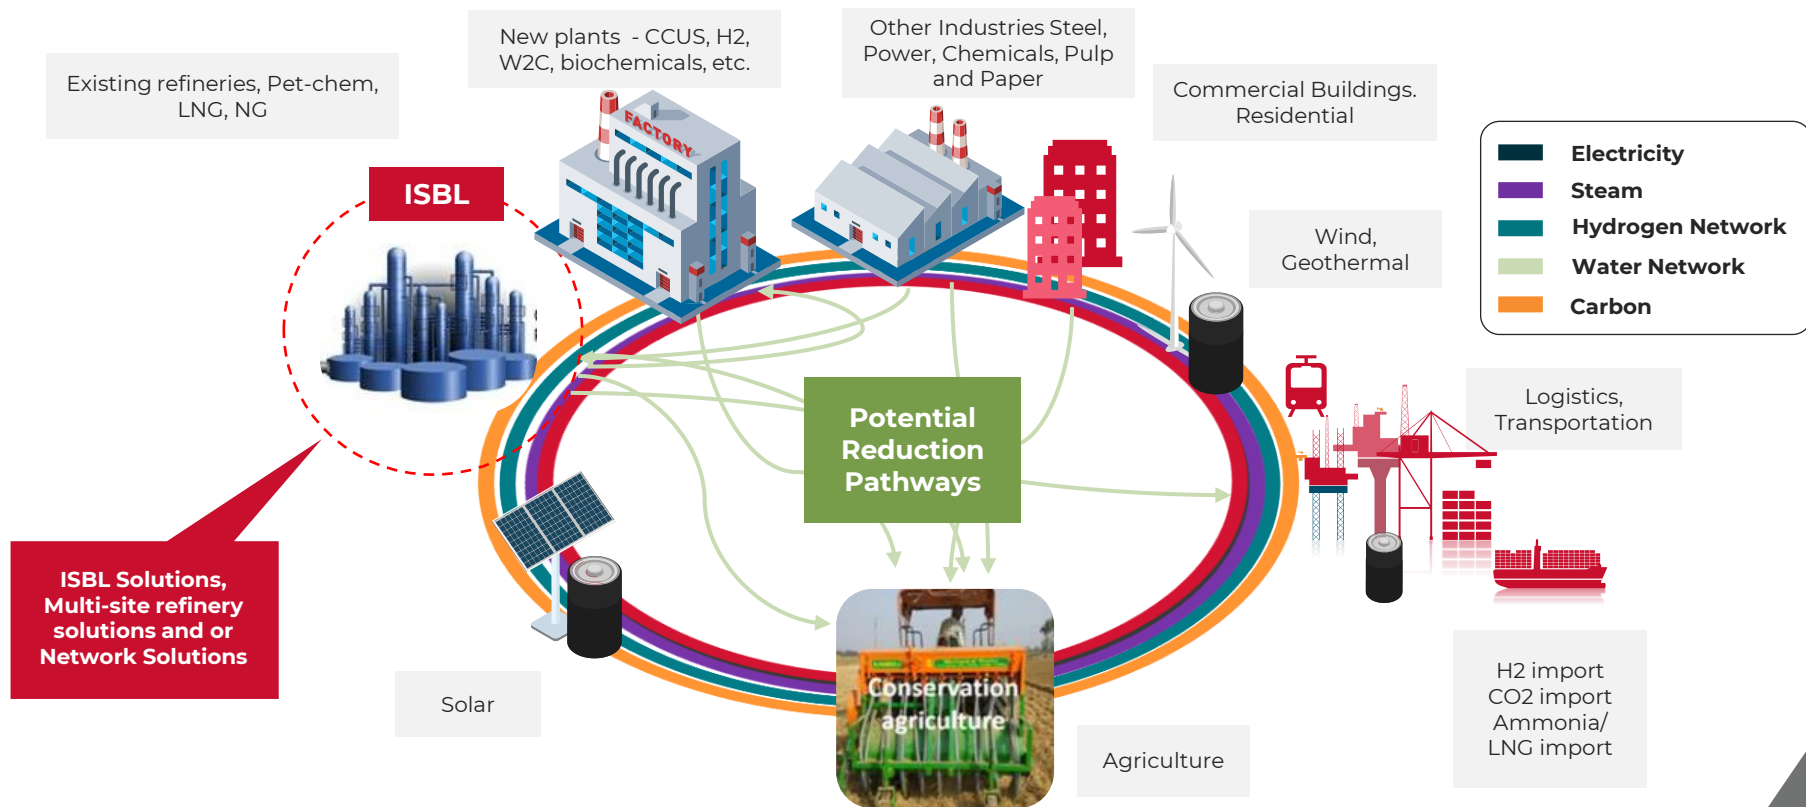 New plants - CCUS, H2,
W2C, biochemicals, etc.
Other Industries Steel,
Power, Chemicals, Pulp
and Paper
Existing refineries, Pet-chem,
LNG, NG
Commercial Buildings.
Residential
FACTORY
ISBL
Electricity
Steam
Hydrogen Network
Water Network
Carbon
Wind,
Geothermal
Logistics,
Transportation
Potential
Reduction
Pathways
ISBL Solutions,
Multi-site refinery
solutions and or
Network Solutions
Solar
Conservation
agriculture
Agriculture
H2 import
CO2 import
Ammonia/
LNG import